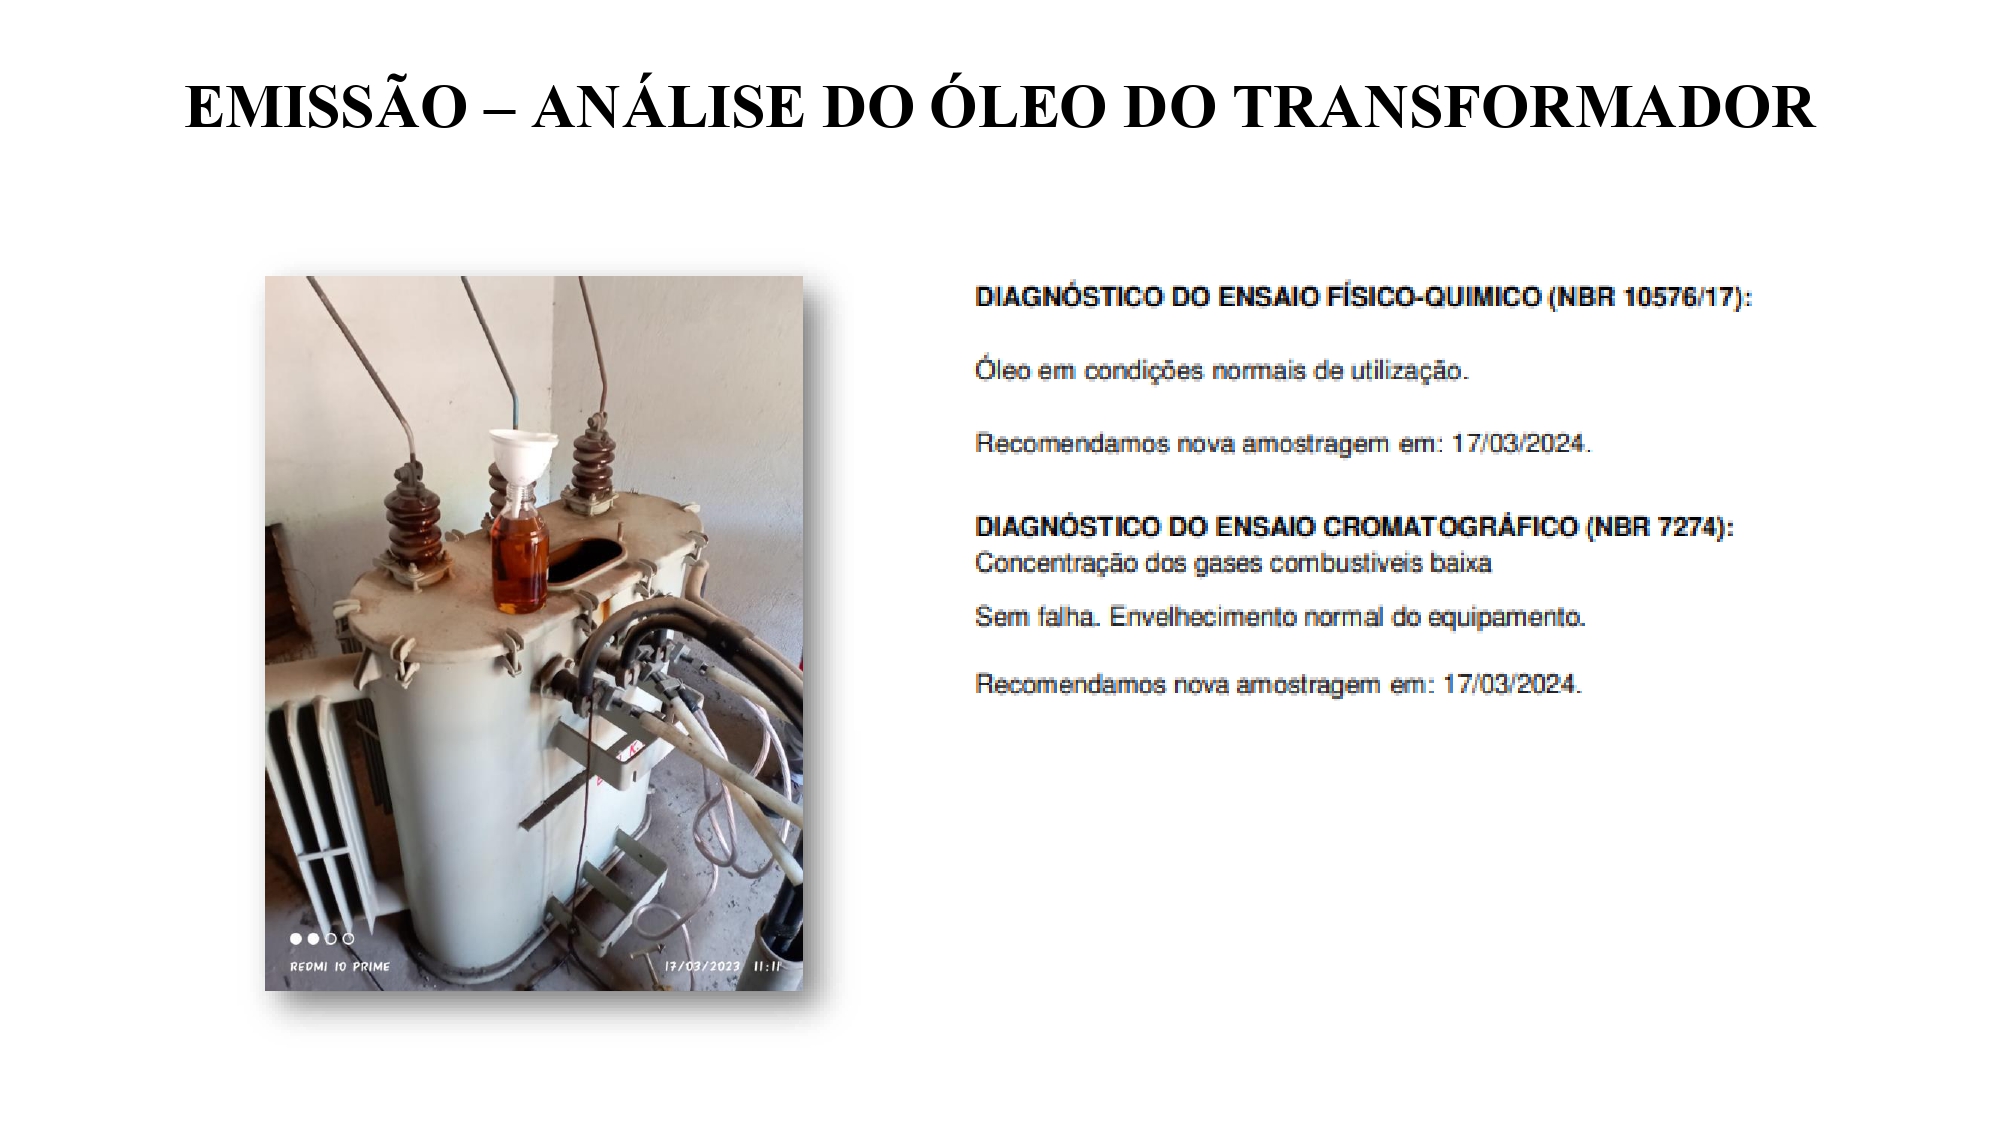 EMISSÃO – ANÁLISE DO ÓLEO DO TRANSFORMADOR
DIAGNÓSTICO DO ENSAIO FÍSICO-QUIMICO (NBR 10576/17):
Óleo em condições normais de utilização.
Recomendamos nova amostragem em: 17/03/2024.
DIAGNÓSTICO DO ENSAIO CROMATOGRÁFICO (NBR 7274):
Concentração dos gases combustiveis baixa
Sem falha. Envelhecimento normal do equipamento.
Recomendamos nova amostragem em: 17/03/2024.
REDMI 10 PRIME
17/03/2023 11:11